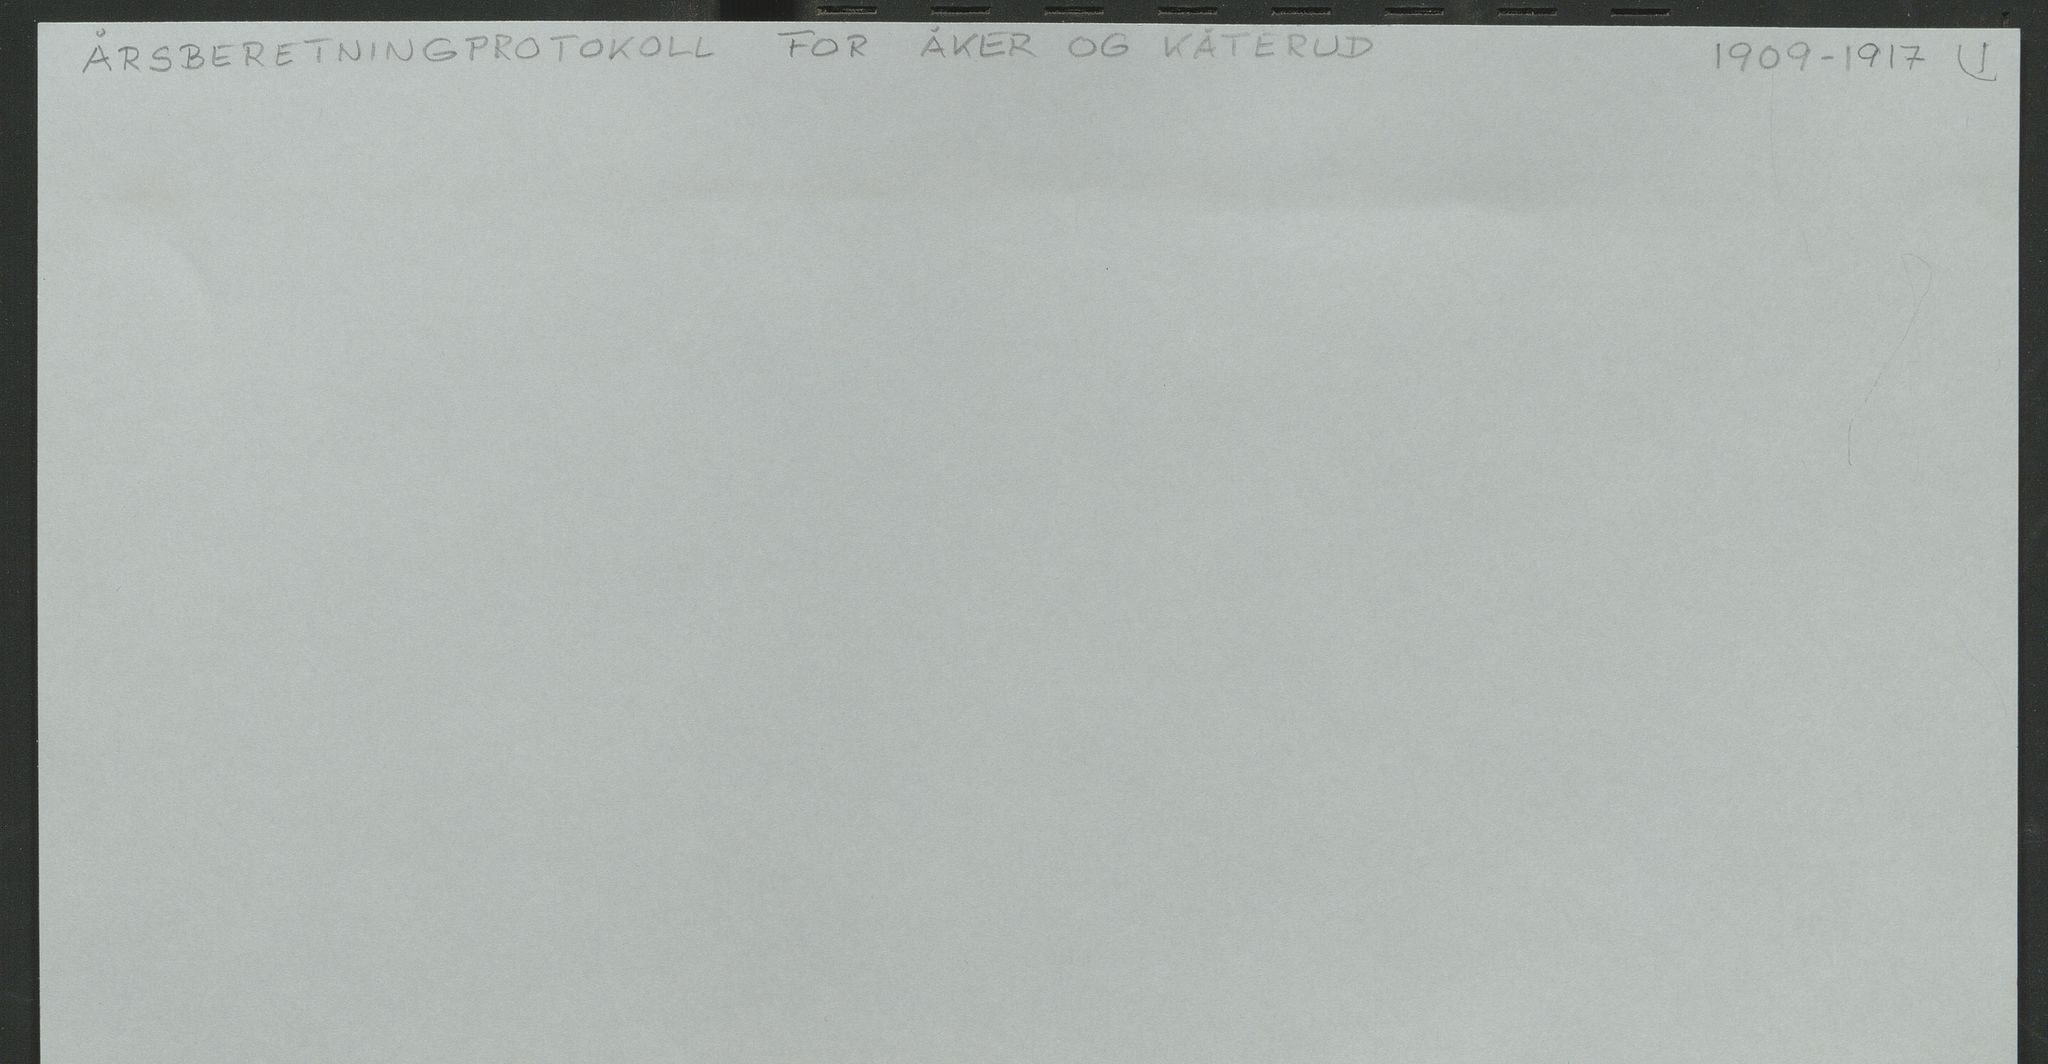 ÅRSBERETNINGPROTOKOLL FOR ÅKER OG KÅTERUD 1909-1917